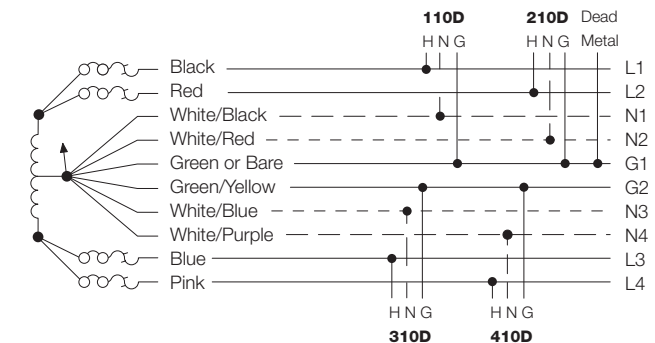 110D 210D Dead
H N G H N G Metal
Black L1
Red L2
White/Black N1
White/Red N2
Green or Bare G1
Green/Yellow G2
White/Blue N3
White/Purple N4
Blue L3
Pink L4
H N G H N G
310D 410D